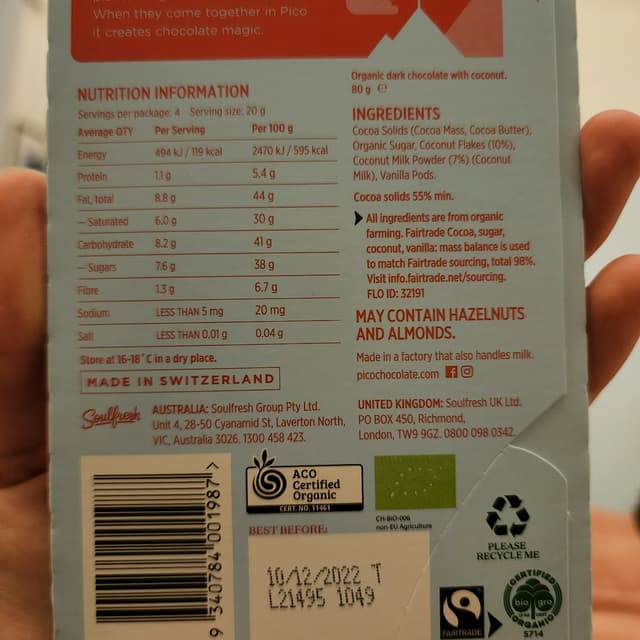 When they come together in Pico
it creates chocolate magic.
NUTRITION INFORMATION
Servings per package: 4 Serving size: 20 g
Average QTY Per Serving Per 100 g
Energy 494 kJ / 119 kcal 2470 kJ / 595 kcal
Protein 1.1 g 5.4 g
Fat, total 8.8 g 44 g
– Saturated 6.0 g 30 g
Carbohydrate 8.2 g 41 g
– Sugars 7.6 g 38 g
Fibre 1.3 g 6.7 g
Sodium LESS THAN 5 mg 20 mg
Salt LESS THAN 0.01 g 0.04 g
Store at 16-18˚C in a dry place.
MADE IN SWITZERLAND
Organic dark chocolate with coconut.
80 g ℮
INGREDIENTS
Cocoa Solids (Cocoa Mass, Cocoa Butter),
Organic Sugar, Coconut Flakes (10%),
Coconut Milk Powder (7%) (Coconut
Milk), Vanilla Pods.
Cocoa solids 55% min.
All ingredients are from organic
farming. Fairtrade Cocoa, sugar,
coconut, vanilla: mass balance is used
to match Fairtrade sourcing, total 98%.
Visit info.fairtrade.net/sourcing.
FLO ID: 32191
MAY CONTAIN HAZELNUTS
AND ALMONDS.
Made in a factory that also handles milk.
picochocolate.com
Soulfresh
AUSTRALIA: Soulfresh Group Pty Ltd.
Unit 4, 28-50 Cyanamid St, Laverton North,
VIC, Australia 3026. 1300 458 423.
UNITED KINGDOM: Soulfresh UK Ltd.
PO BOX 450, Richmond,
London, TW9 9GZ. 0800 098 0342
9 340784 001987 >
ACO
Certified
Organic
CERT. NO. 11461
CH-BIO-006
non-EU Agriculture
BEST BEFORE:
10/12/2022 T
L21495 1049
PLEASE
RECYCLE ME
FAIRTRADE
CERTIFIED
bio gro
ORGANIC
5714